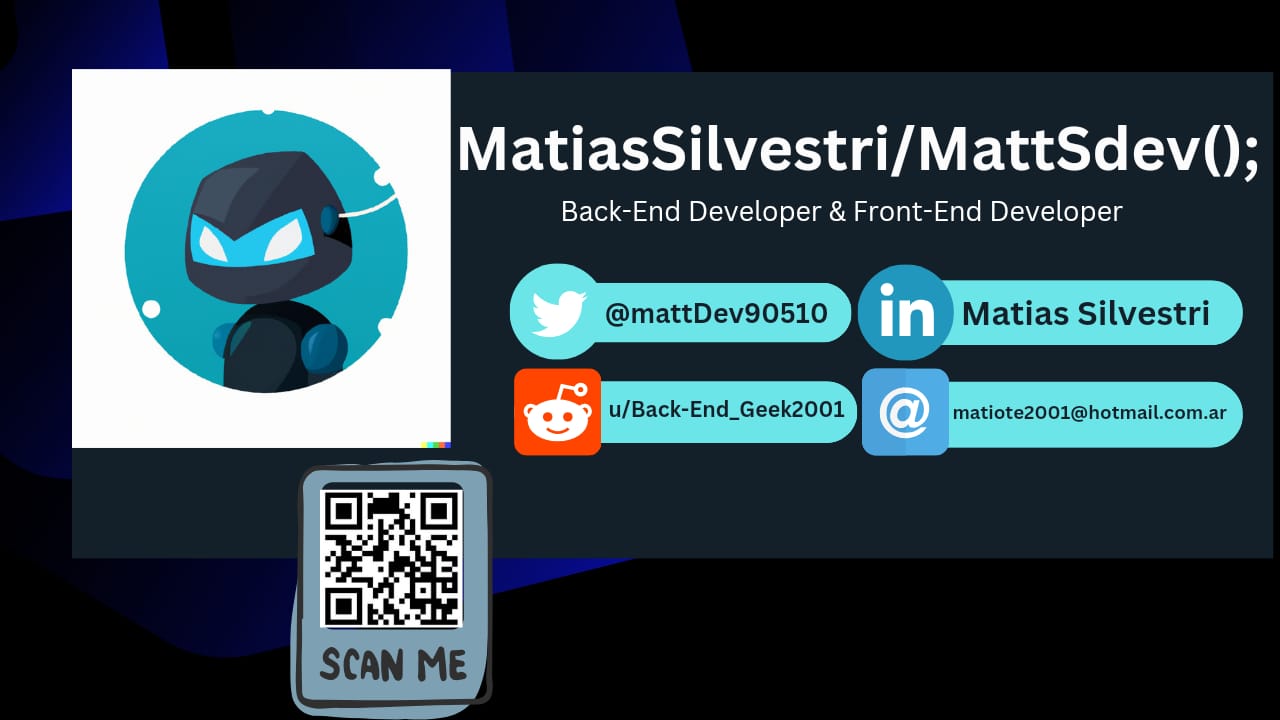 MatiasSilvestri/MattSdev();
Back-End Developer & Front-End Developer
@mattDev90510
in Matias Silvestri
u/Back-End_Geek2001
@ matiote2001@hotmail.com.ar
SCAN ME